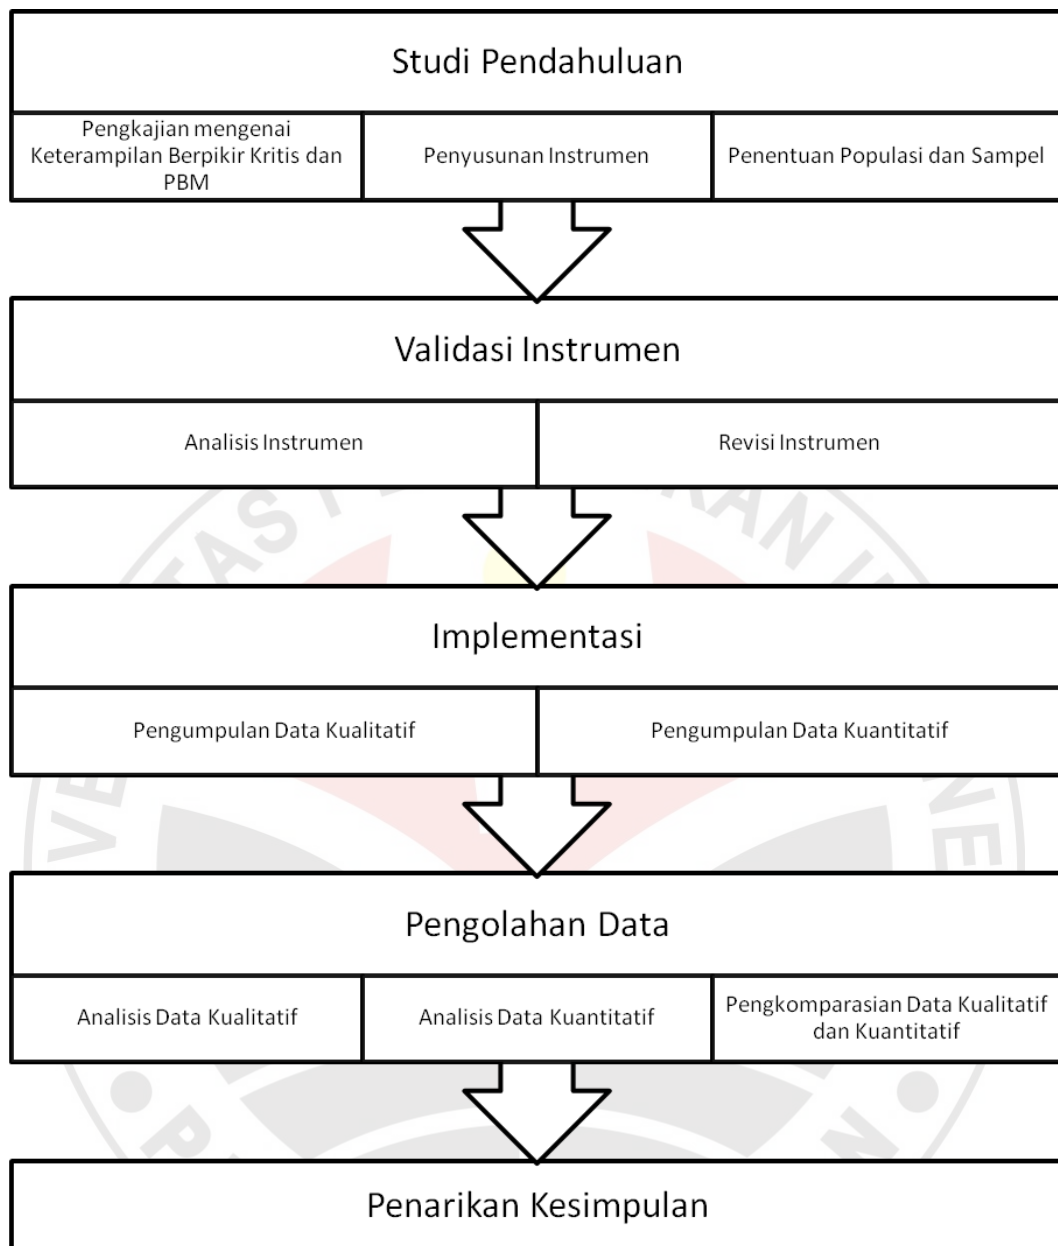 Studi Pendahuluan
Pengkajian mengenai
Keterampilan Berpikir Kritis dan
PBM
Penyusunan Instrumen
Penentuan Populasi dan Sampel
Validasi Instrumen
Analisis Instrumen
Revisi Instrumen
Implementasi
Pengumpulan Data Kualitatif
Pengumpulan Data Kuantitatif
Pengolahan Data
Analisis Data Kualitatif
Analisis Data Kuantitatif
Pengkomparasian Data Kualitatif
dan Kuantitatif
Penarikan Kesimpulan